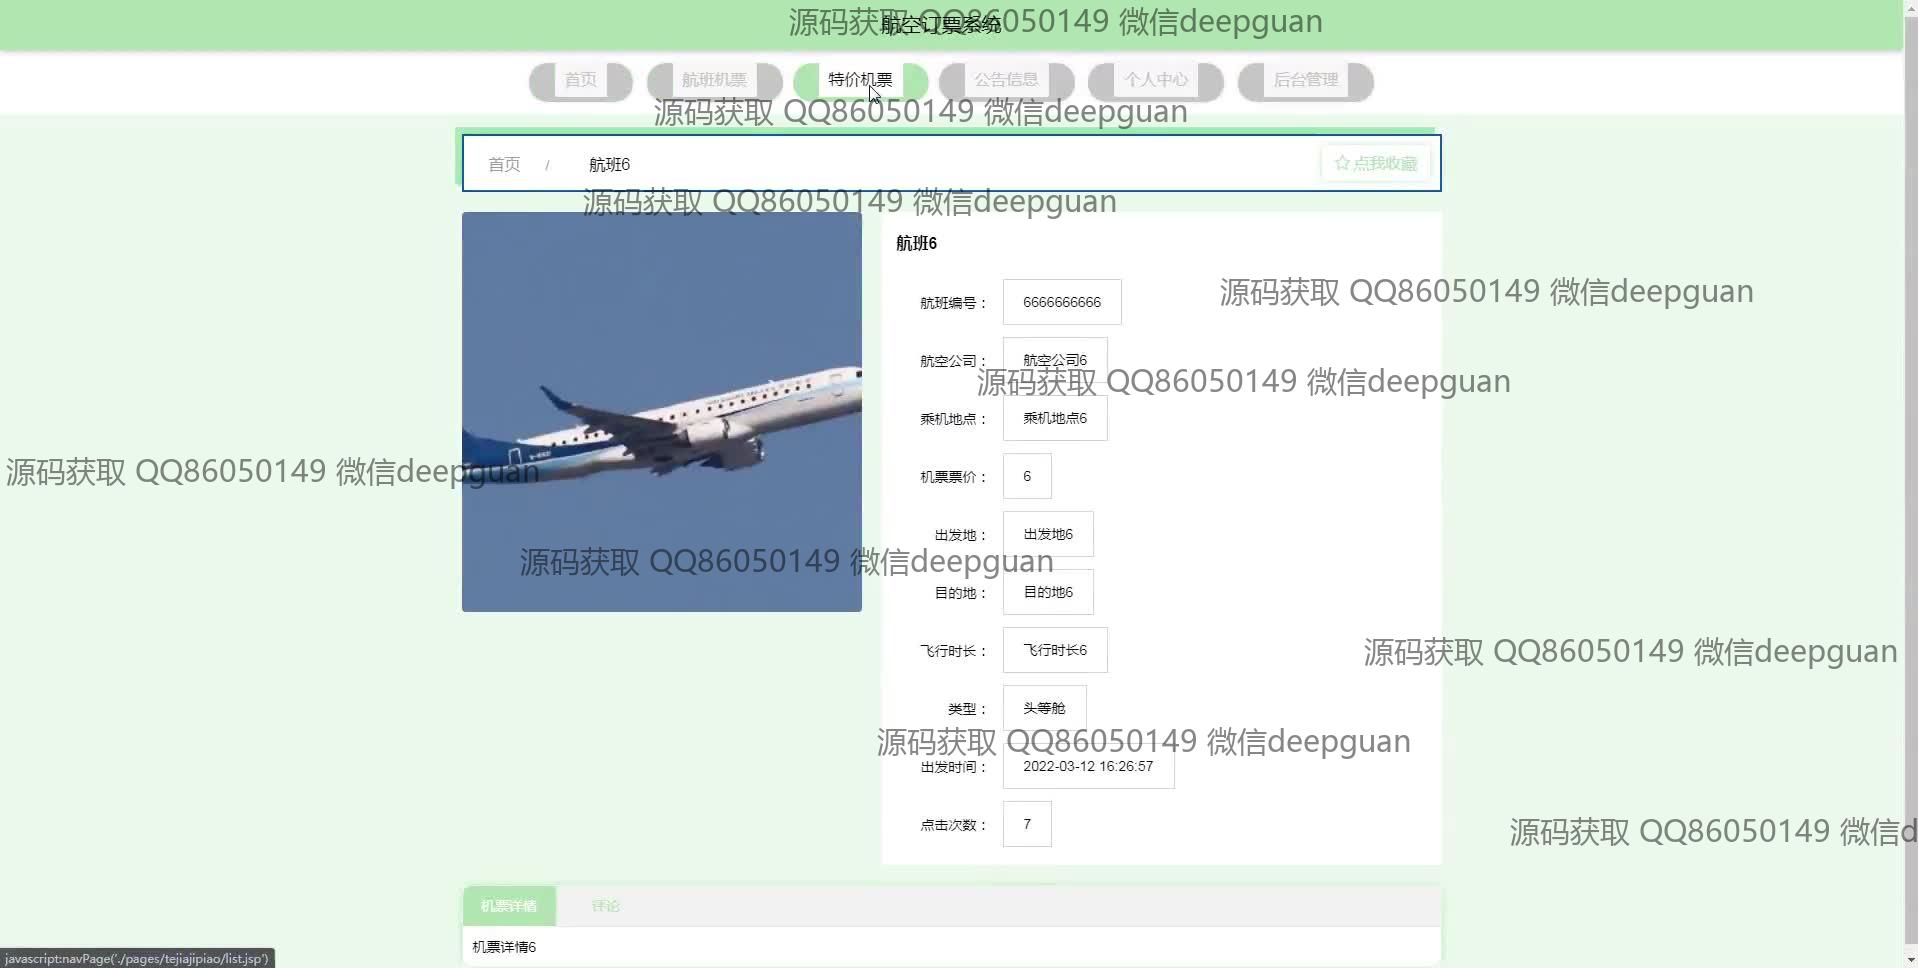 航空订票系统
源码获取 QQ86050149 微信deepguan
首页
航班机票
特价机票
公告信息
个人中心
后台管理
源码获取 QQ86050149 微信deepguan
首页 / 航班6
☆点我收藏
源码获取 QQ86050149 微信deepguan
航班6
航班编号： 6666666666
源码获取 QQ86050149 微信deepguan
航空公司： 航空公司6
源码获取 QQ86050149 微信deepguan
乘机地点： 乘机地点6
机票票价： 6
源码获取 QQ86050149 微信deepguan
出发地： 出发地6
源码获取 QQ86050149 微信deepguan
目的地： 目的地6
飞行时长： 飞行时长6
源码获取 QQ86050149 微信deepguan
类型： 头等舱
源码获取 QQ86050149 微信deepguan
出发时间： 2022-03-12 16:26:57
点击次数： 7
源码获取 QQ86050149 微信d
机票详情
评论
机票详情6
javascript:navPage('./pages/tejiajipiao/list.jsp')